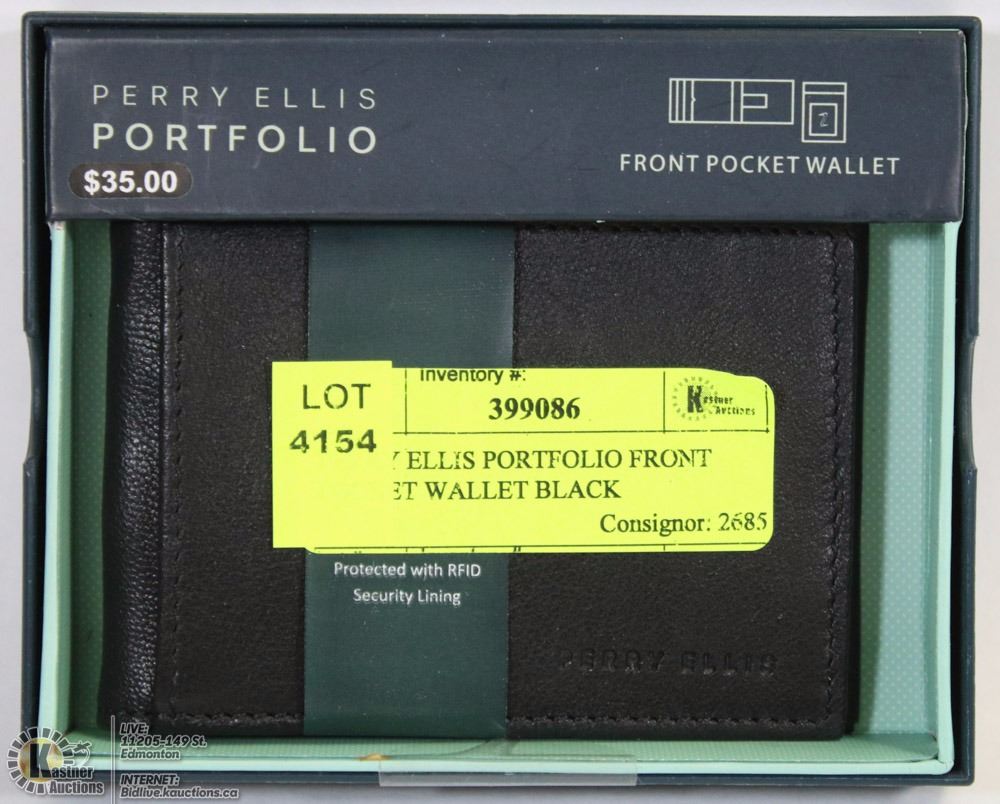 PERRY ELLIS
PORTFOLIO
$35.00
FRONT POCKET WALLET
LOT
4154
Inventory #:
399086
Kastner
Auctions
Y ELLIS PORTFOLIO FRONT
ET WALLET BLACK
Consignor: 2685
Protected with RFID
Security Lining
PERRY ELLIS
Kastner
Auctions
LIVE:
11205-149 St.
Edmonton
INTERNET:
Bidlive.kauctions.ca